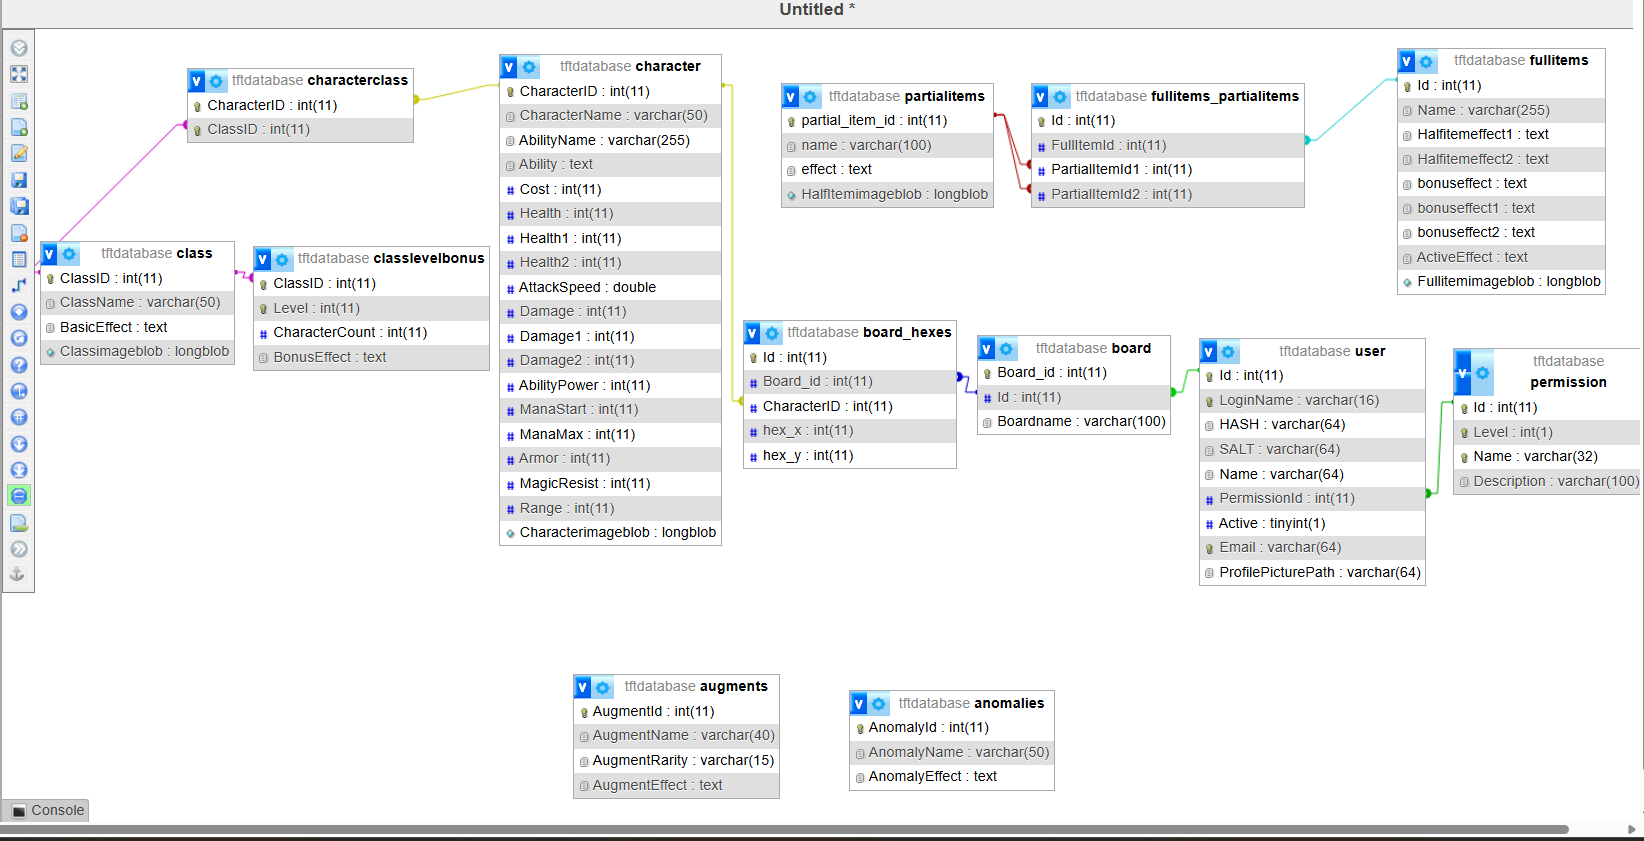 Untitled *
v tftdatabase characterclass
CharacterID : int(11)
ClassID : int(11)
v tftdatabase character
CharacterID : int(11)
CharacterName : varchar(50)
AbilityName : varchar(255)
Ability : text
Cost : int(11)
Health : int(11)
Health1 : int(11)
Health2 : int(11)
AttackSpeed : double
Damage : int(11)
Damage1 : int(11)
Damage2 : int(11)
AbilityPower : int(11)
ManaStart : int(11)
ManaMax : int(11)
Armor : int(11)
MagicResist : int(11)
Range : int(11)
Characterimageblob : longblob
v tftdatabase partialitems
partial_item_id : int(11)
name : varchar(100)
effect : text
HalfItemimageblob : longblob
v tftdatabase fullitems_partialitems
Id : int(11)
FullItemId : int(11)
PartialItemId1 : int(11)
PartialItemId2 : int(11)
v tftdatabase fullitems
Id : int(11)
Name : varchar(255)
Halfitemeffect1 : text
Halfitemeffect2 : text
bonuseffect : text
bonuseffect1 : text
bonuseffect2 : text
ActiveEffect : text
Fullitemimageblob : longblob
v tftdatabase class
ClassID : int(11)
ClassName : varchar(50)
BasicEffect : text
Classimageblob : longblob
v tftdatabase classlevelbonus
ClassID : int(11)
Level : int(11)
CharacterCount : int(11)
BonusEffect : text
v tftdatabase board_hexes
Id : int(11)
Board_id : int(11)
CharacterID : int(11)
hex_x : int(11)
hex_y : int(11)
v tftdatabase board
Board_id : int(11)
Id : int(11)
Boardname : varchar(100)
v tftdatabase user
Id : int(11)
LoginName : varchar(16)
HASH : varchar(64)
SALT : varchar(64)
Name : varchar(64)
PermissionId : int(11)
Active : tinyint(1)
Email : varchar(64)
ProfilePicturePath : varchar(64)
v tftdatabase
permission
Id : int(11)
Level : int(1)
Name : varchar(32)
Description : varchar(100)
v tftdatabase augments
AugmentId : int(11)
AugmentName : varchar(40)
AugmentRarity : varchar(15)
AugmentEffect : text
v tftdatabase anomalies
AnomalyId : int(11)
AnomalyName : varchar(50)
AnomalyEffect : text
Console